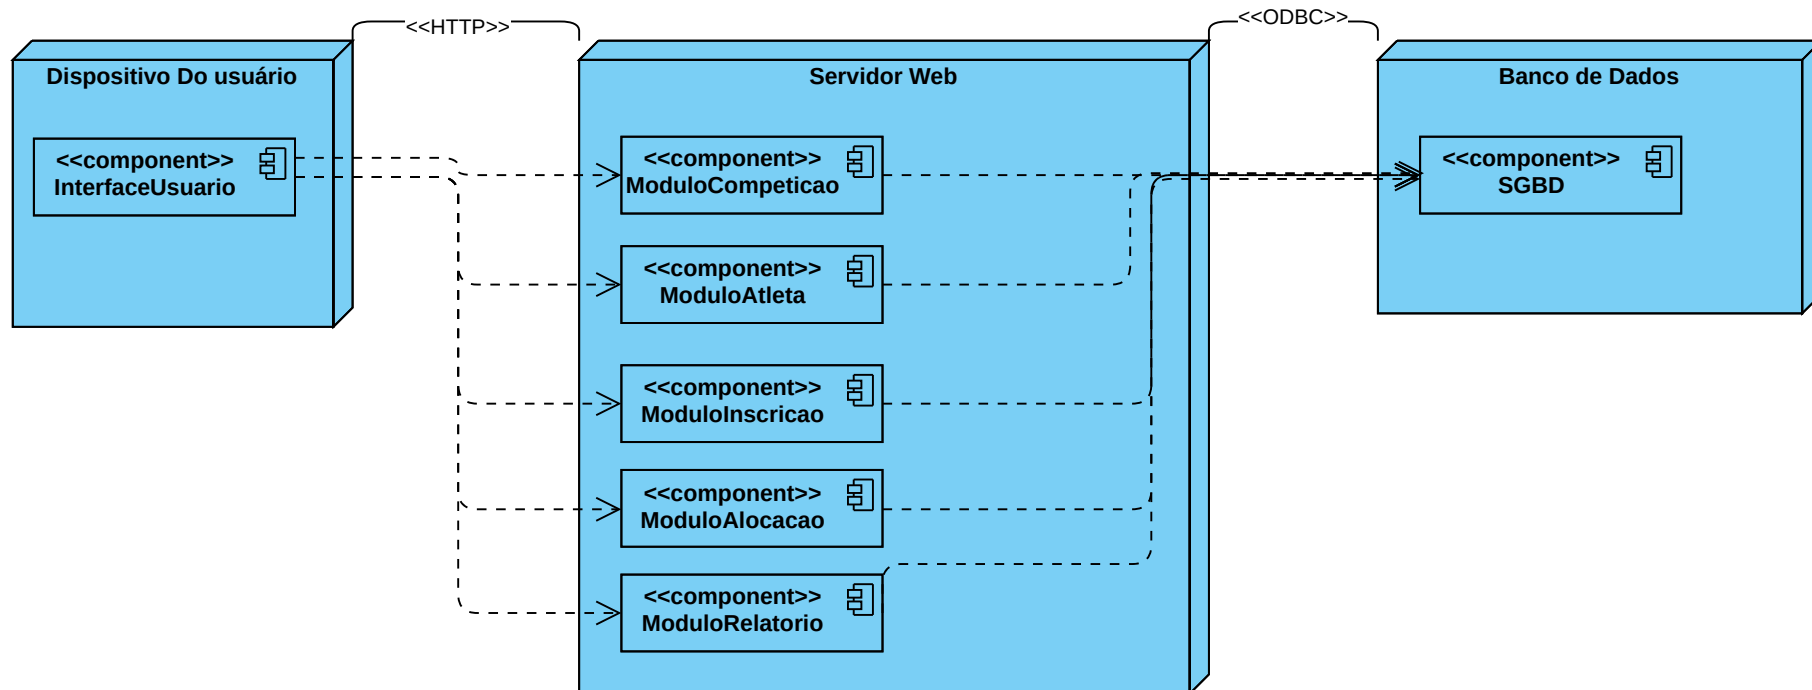 <<HTTP>>
<<ODBC>>
Dispositivo Do usuário
Servidor Web
Banco de Dados
<<component>>
InterfaceUsuario
<<component>>
ModuloCompeticao
<<component>>
SGBD
<<component>>
ModuloAtleta
<<component>>
ModuloInscricao
<<component>>
ModuloAlocacao
<<component>>
ModuloRelatorio